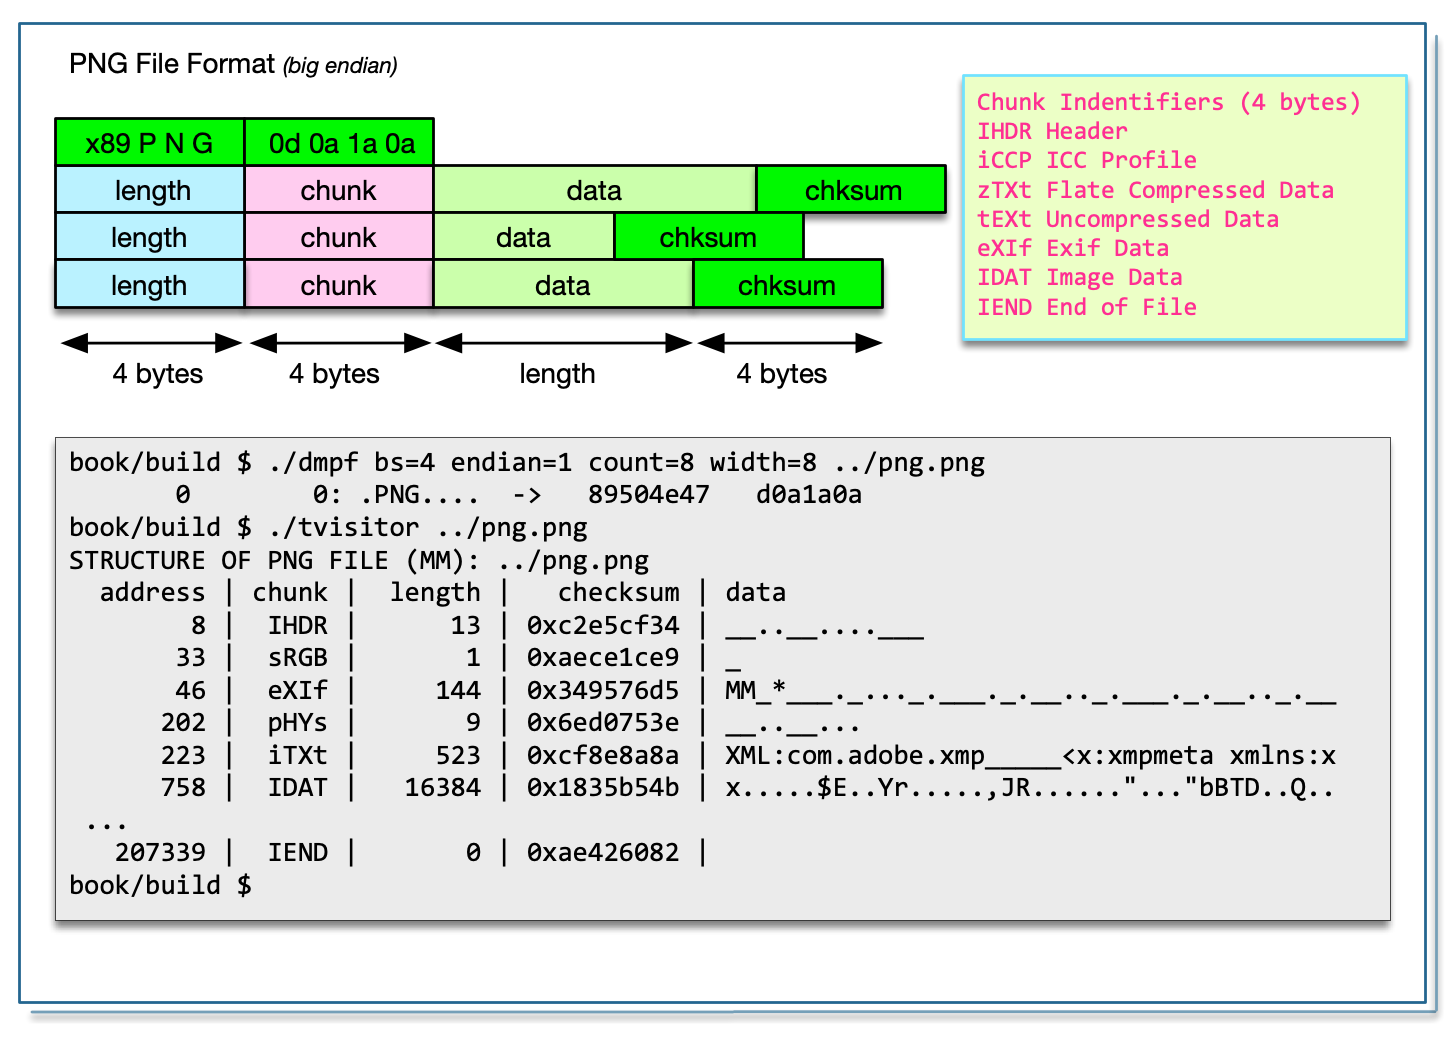 PNG File Format (big endian)
x89 P N G 0d 0a 1a 0a
length chunk data chksum
length chunk data chksum
length chunk data chksum
4 bytes 4 bytes length 4 bytes
Chunk Indentifiers (4 bytes)
IHDR Header
iCCP ICC Profile
zTXt Flate Compressed Data
tEXt Uncompressed Data
eXIf Exif Data
IDAT Image Data
IEND End of File
book/build $ ./dmpf bs=4 endian=1 count=8 width=8 ../png.png
       0        0: .PNG....  ->   89504e47   d0a1a0a
book/build $ ./tvisitor ../png.png
STRUCTURE OF PNG FILE (MM): ../png.png
  address | chunk |  length |   checksum | data
        8 |  IHDR |      13 | 0xc2e5cf34 | __..__....___
       33 |  sRGB |       1 | 0xaece1ce9 | _
       46 |  eXIf |     144 | 0x349576d5 | MM_*___._..._.___._.__.._.___._.__.._.__
      202 |  pHYs |       9 | 0x6ed0753e | __..__...
      223 |  iTXt |     523 | 0xcf8e8a8a | XML:com.adobe.xmp_____<x:xmpmeta xmlns:x
      758 |  IDAT |   16384 | 0x1835b54b | x.....$E..Yr.....,JR......"..."bBTD..Q..
 ...
   207339 |  IEND |       0 | 0xae426082 |
book/build $